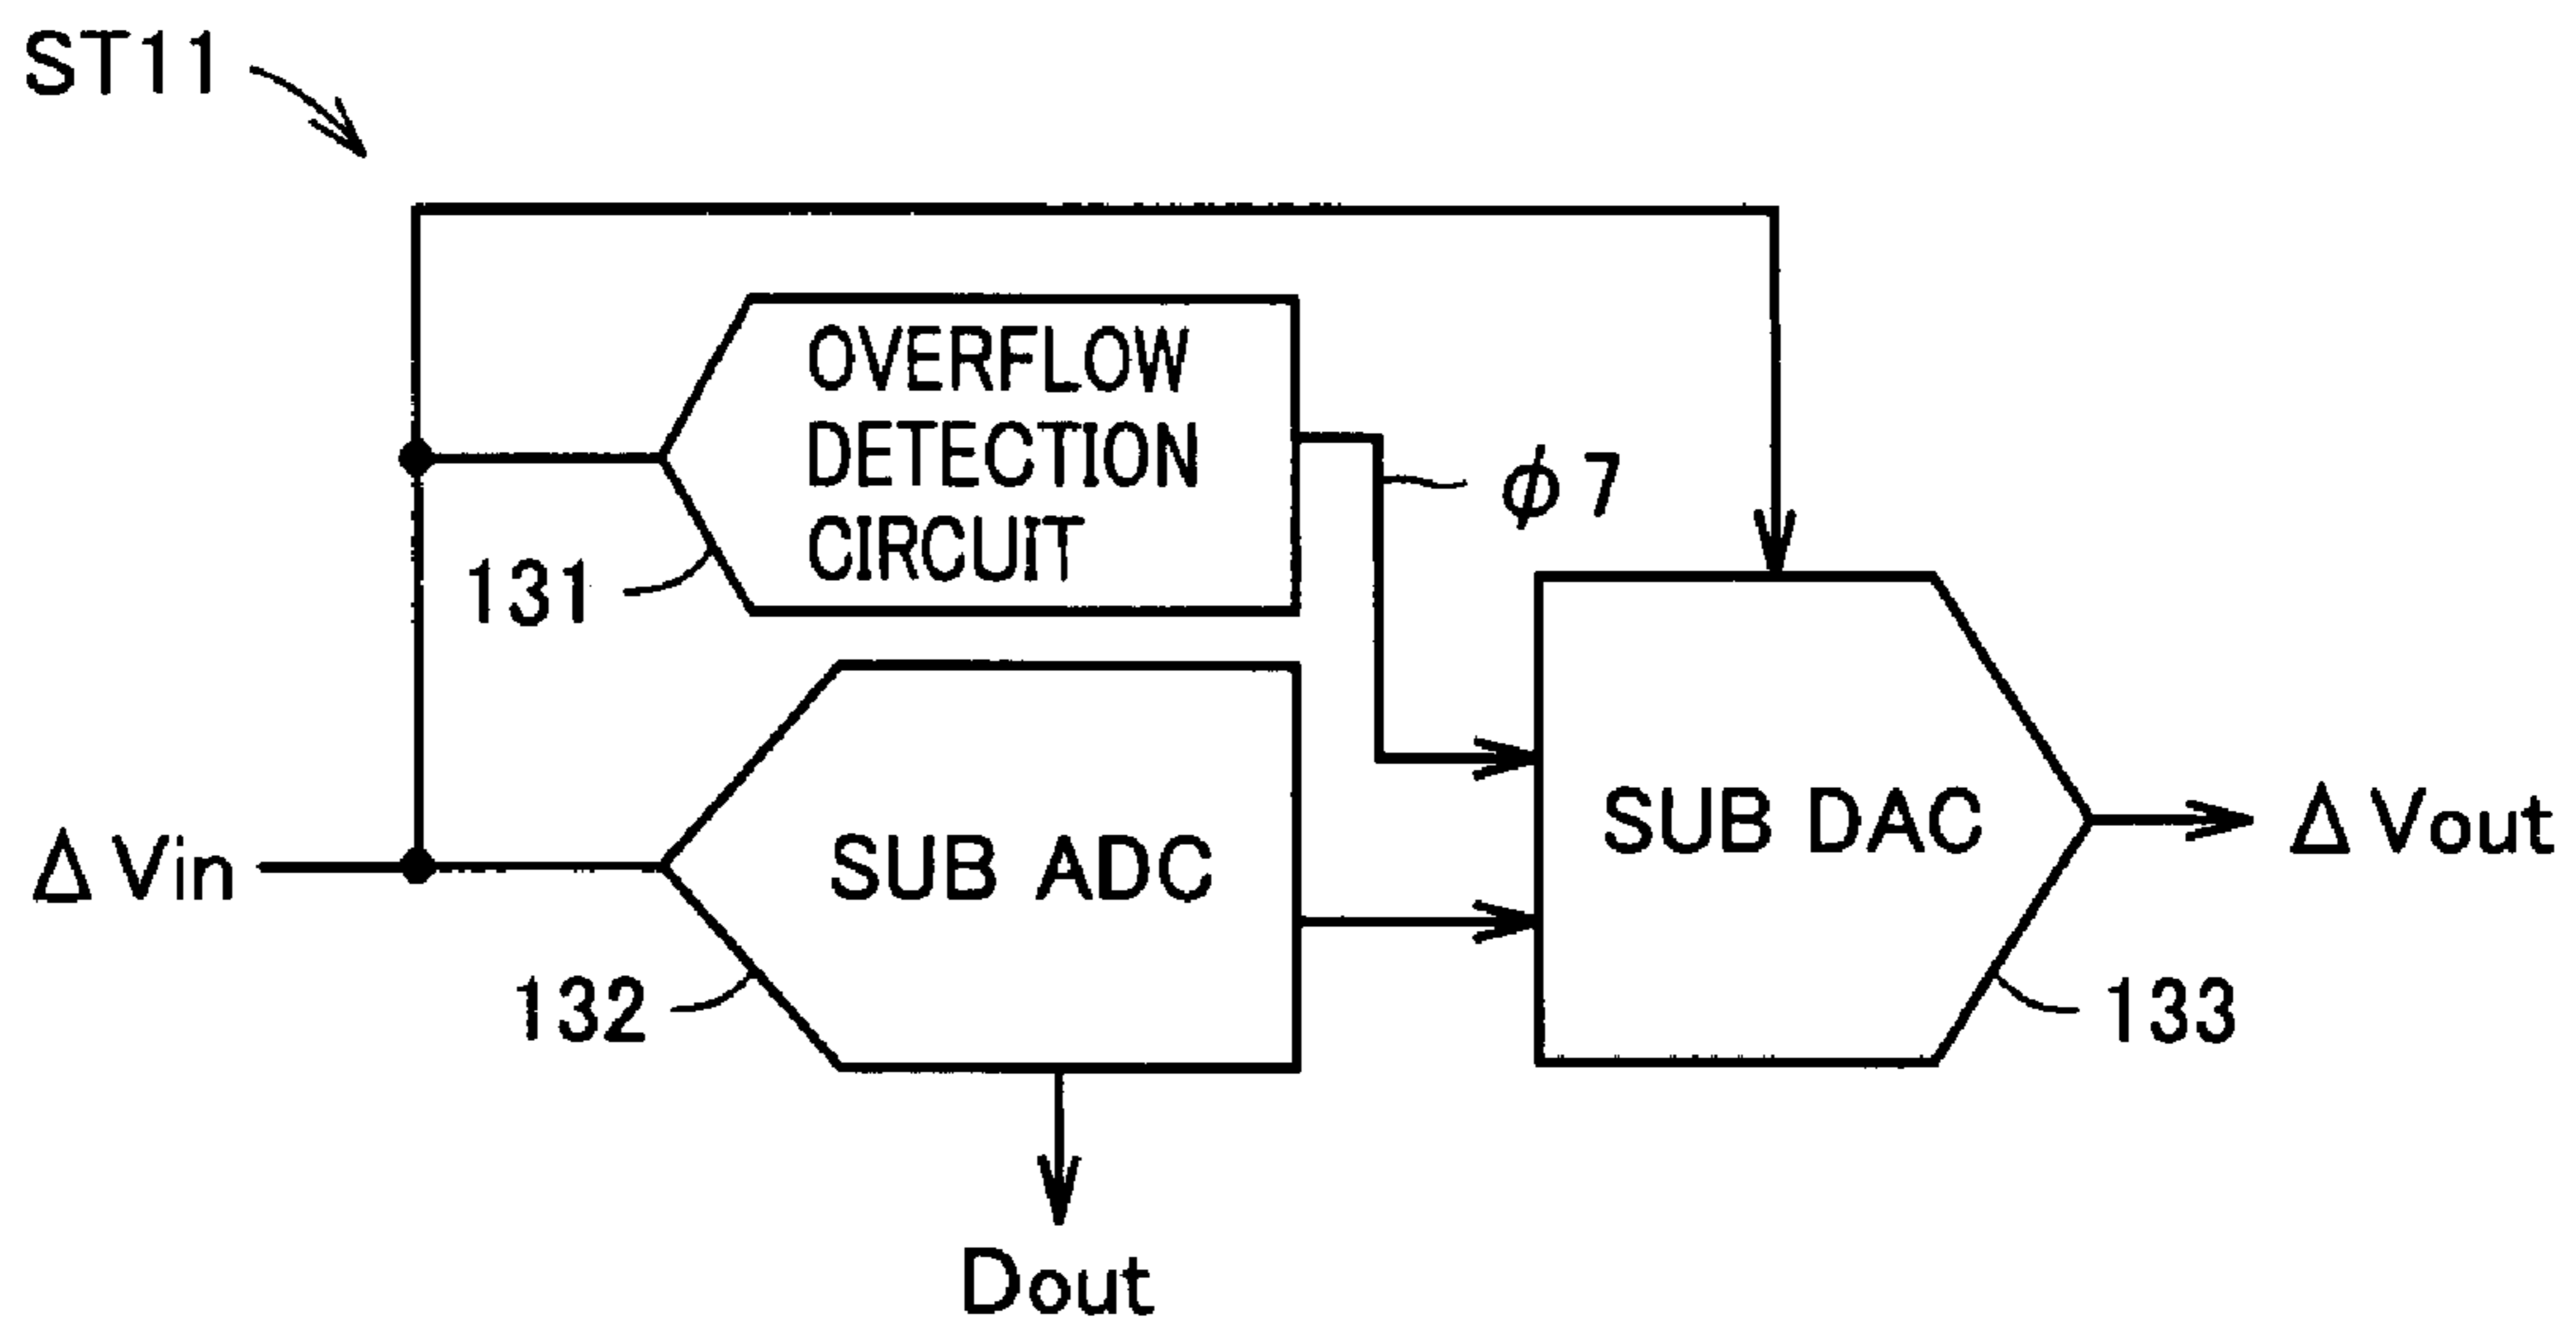 ST11
OVERFLOW
DETECTION
CIRCUIT
φ7
131
SUB ADC
SUB DAC
ΔVin
ΔVout
132
133
Dout